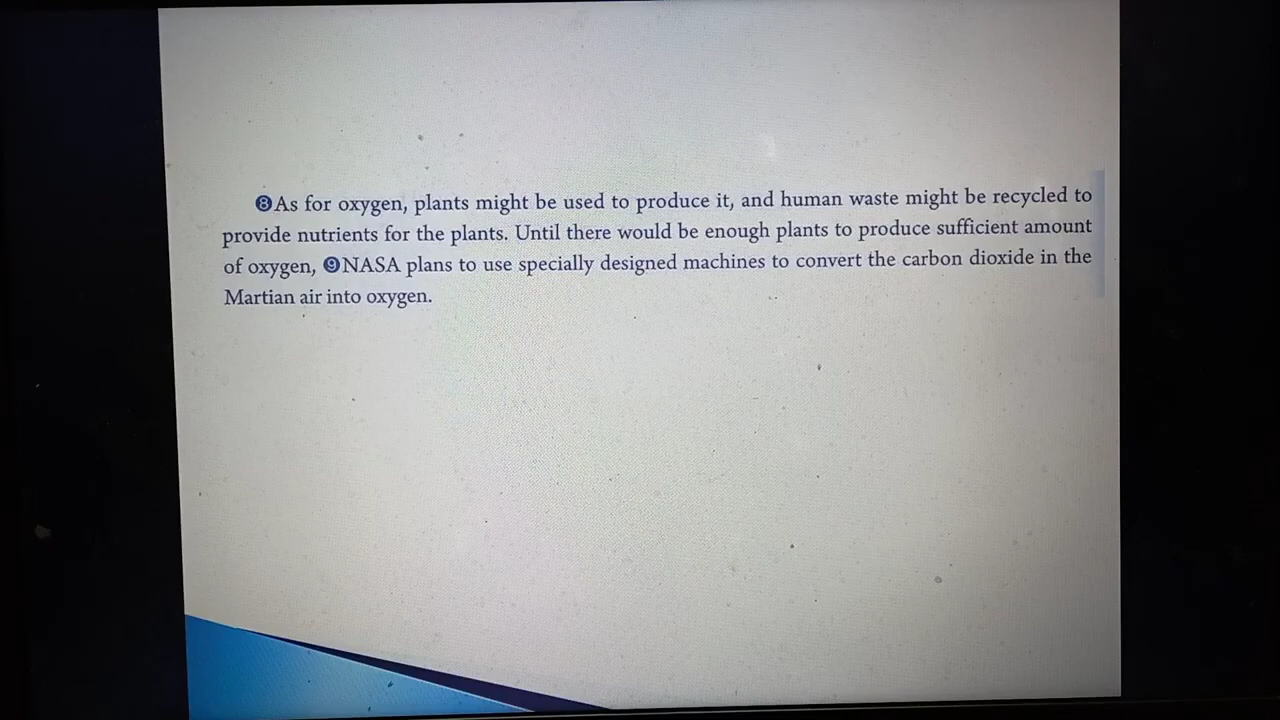 ❽As for oxygen, plants might be used to produce it, and human waste might be recycled to
provide nutrients for the plants. Until there would be enough plants to produce sufficient amount
of oxygen, ❾NASA plans to use specially designed machines to convert the carbon dioxide in the
Martian air into oxygen.